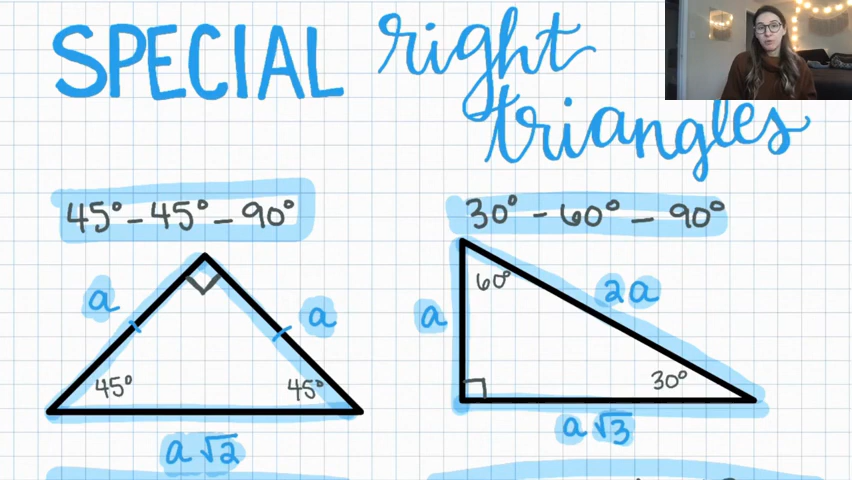 SPECIAL right
triangles
45° - 45° - 90°
a
a
45°
45°
a √2
30° - 60° - 90°
60°
2a
a
30°
a √3